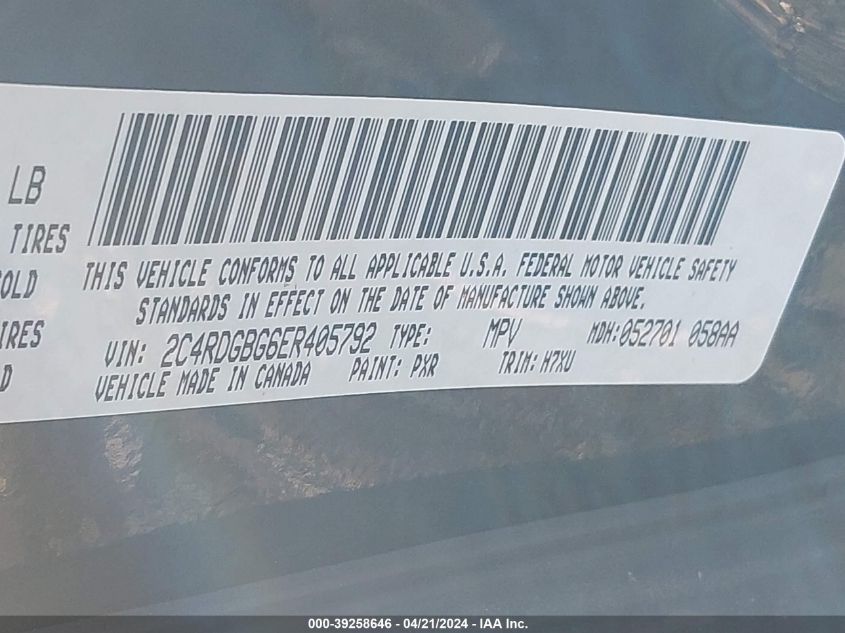 LB
TIRES
OLD
IRES
D
THIS VEHICLE CONFORMS TO ALL APPLICABLE U.S.A. FEDERAL MOTOR VEHICLE SAFETY
STANDARDS IN EFFECT ON THE DATE OF MANUFACTURE SHOWN ABOVE.
VIN: 2C4RDGBG6ER405792 TYPE: MPV MDH:052701 058AA
VEHICLE MADE IN CANADA PAINT: PXR TRIM: H7XU
000-39258646 - 04/21/2024 - IAA Inc.